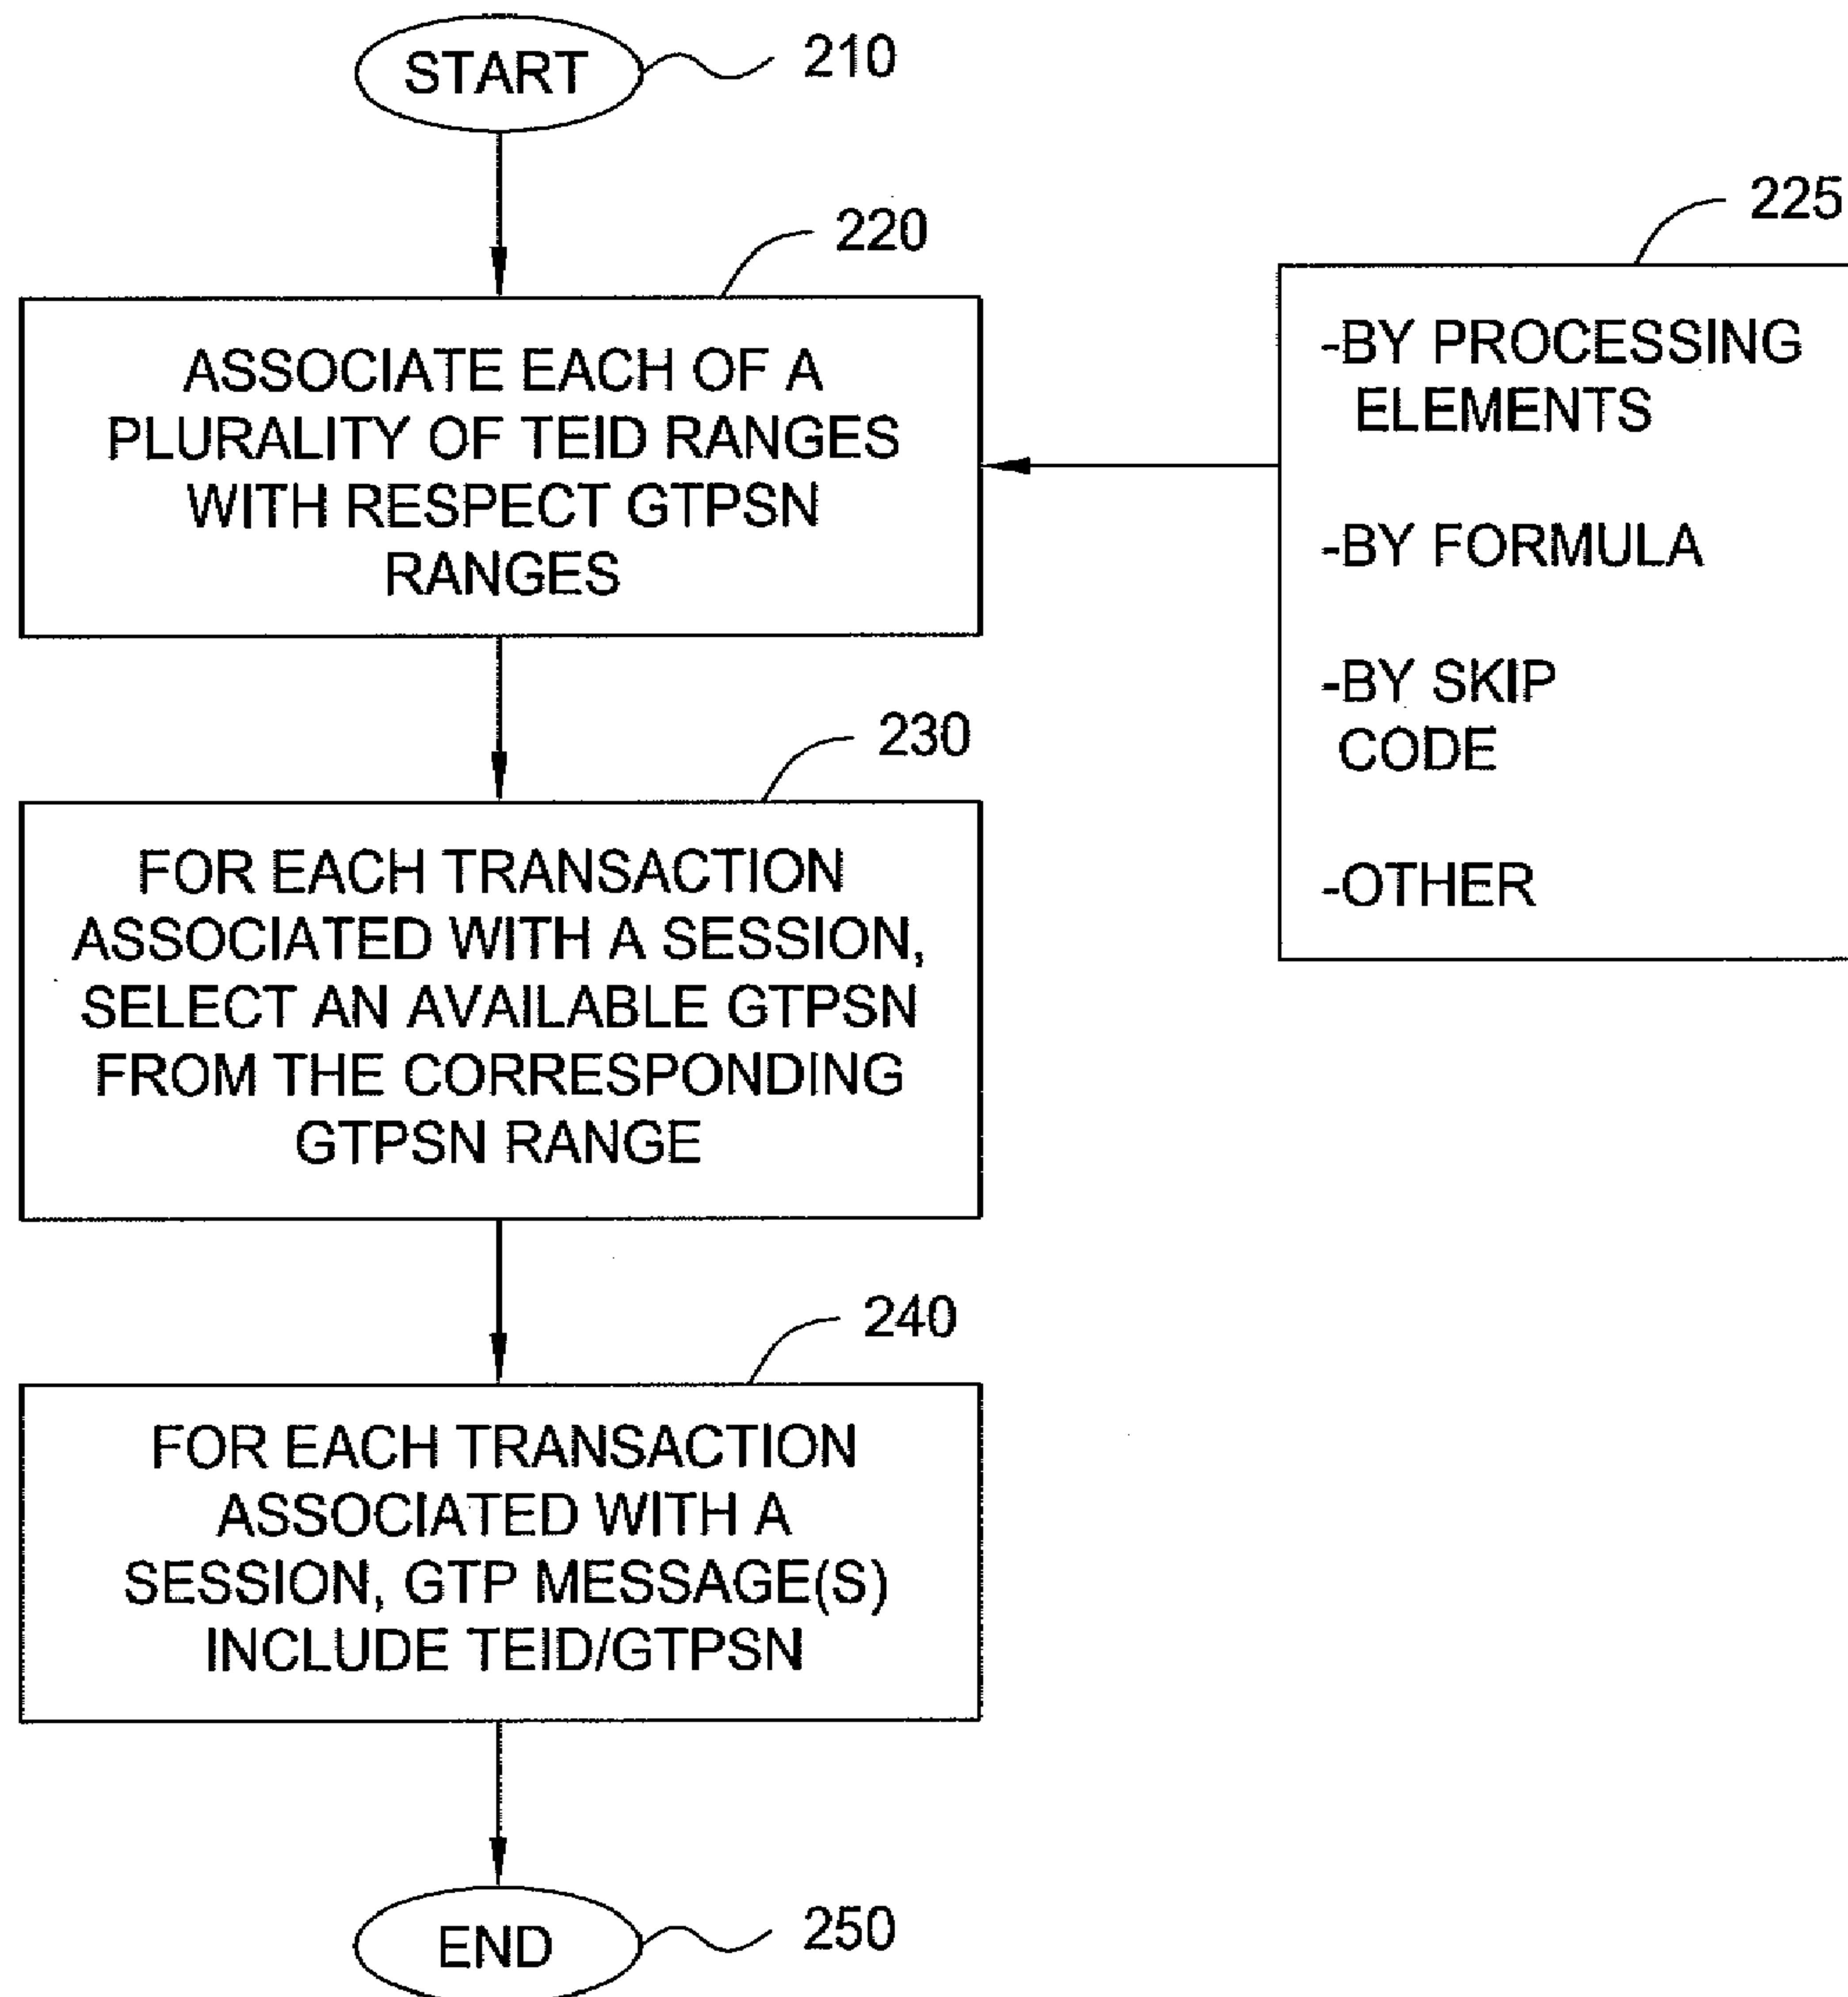 START
210
220
ASSOCIATE EACH OF A
PLURALITY OF TEID RANGES
WITH RESPECT GTPSN
RANGES
225
-BY PROCESSING
ELEMENTS
-BY FORMULA
-BY SKIP
CODE
-OTHER
230
FOR EACH TRANSACTION
ASSOCIATED WITH A SESSION,
SELECT AN AVAILABLE GTPSN
FROM THE CORRESPONDING
GTPSN RANGE
240
FOR EACH TRANSACTION
ASSOCIATED WITH A
SESSION, GTP MESSAGE(S)
INCLUDE TEID/GTPSN
END
250